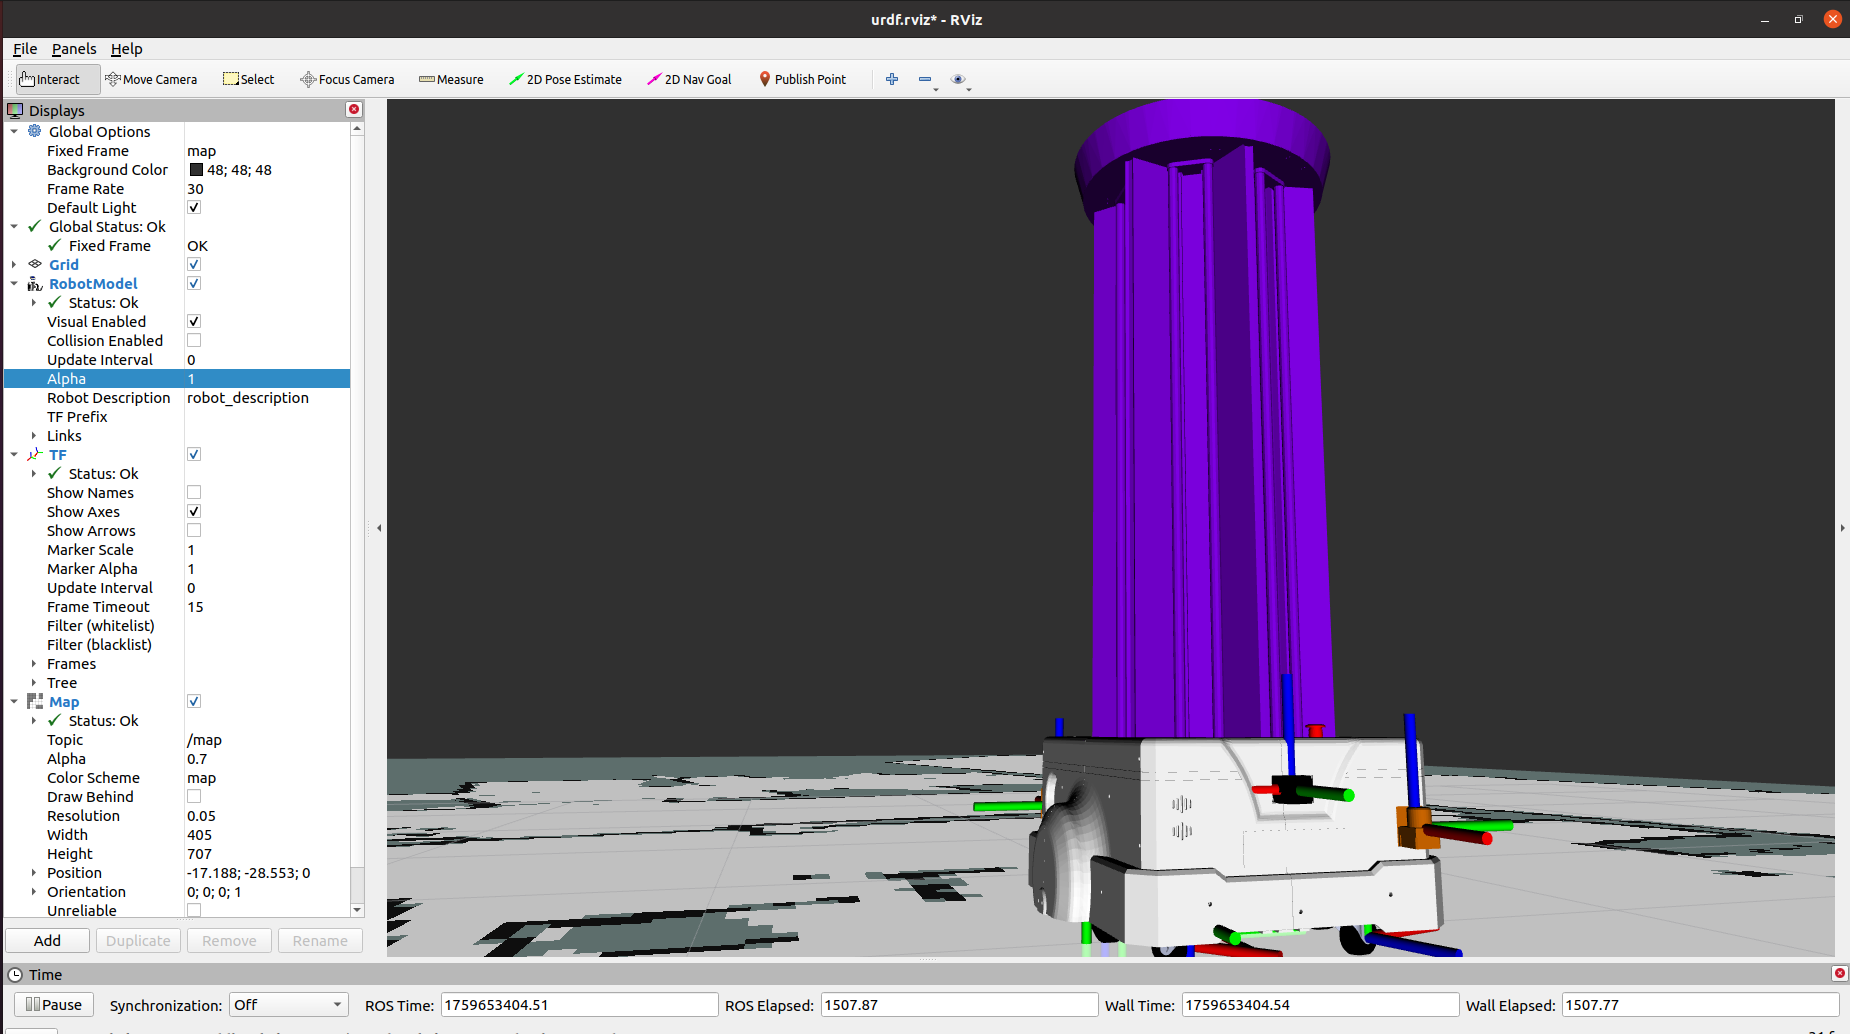 urdf.rviz* - RViz
File Panels Help
Interact Move Camera Select Focus Camera Measure 2D Pose Estimate 2D Nav Goal Publish Point
Displays
Global Options
Fixed Frame map
Background Color 48; 48; 48
Frame Rate 30
Default Light
Global Status: Ok
Fixed Frame OK
Grid
RobotModel
Status: Ok
Visual Enabled
Collision Enabled
Update Interval 0
Alpha 1
Robot Description robot_description
TF Prefix
Links
TF
Status: Ok
Show Names
Show Axes
Show Arrows
Marker Scale 1
Marker Alpha 1
Update Interval 0
Frame Timeout 15
Filter (whitelist)
Filter (blacklist)
Frames
Tree
Map
Status: Ok
Topic /map
Alpha 0.7
Color Scheme map
Draw Behind
Resolution 0.05
Width 405
Height 707
Position -17.188; -28.553; 0
Orientation 0; 0; 0; 1
Unreliable
Add Duplicate Remove Rename
Time
Pause Synchronization: Off ROS Time: 1759653404.51 ROS Elapsed: 1507.87 Wall Time: 1759653404.54 Wall Elapsed: 1507.77